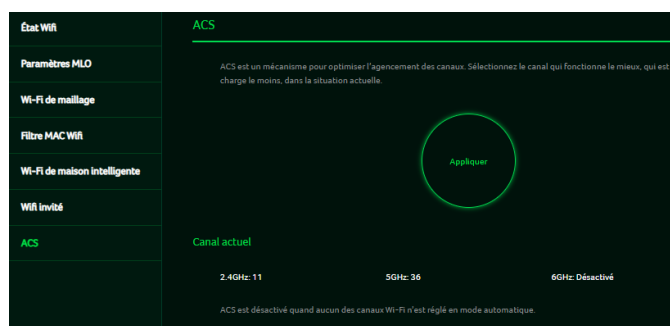 État Wifi
ACS
Paramètres MLO
ACS est un mécanisme pour optimiser l'agencement des canaux. Sélectionnez le canal qui fonctionne le mieux, qui est
charge le moins, dans la situation actuelle.
Wi-Fi de maillage
Filtre MAC Wifi
Appliquer
Wi-Fi de maison intelligente
Wifi invité
ACS
Canal actuel
2.4GHz: 11 5GHz: 36 6GHz: Désactivé
ACS est désactivé quand aucun des canaux Wi-Fi n'est réglé en mode automatique.